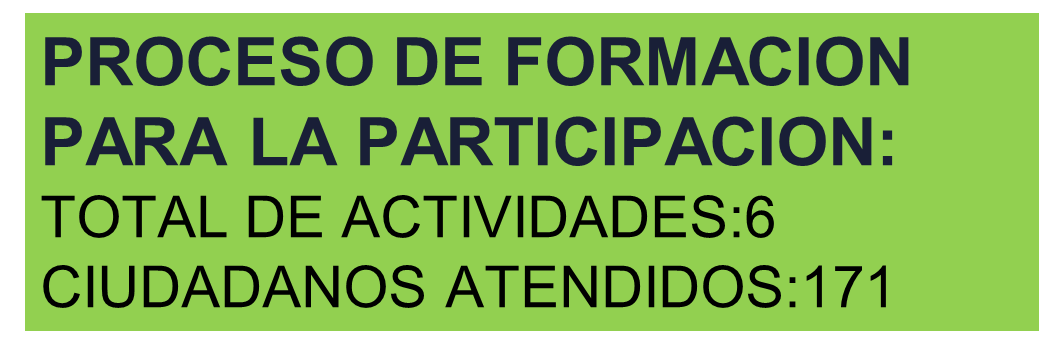 PROCESO DE FORMACION
PARA LA PARTICIPACION:
TOTAL DE ACTIVIDADES:6
CIUDADANOS ATENDIDOS:171